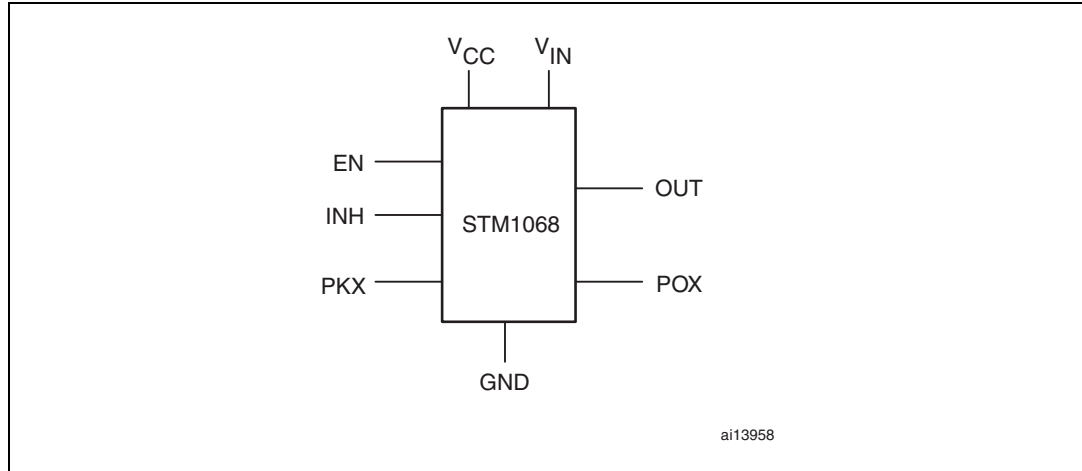 VCC VIN
EN
OUT
INH
STM1068
PKX
POX
GND
ai13958